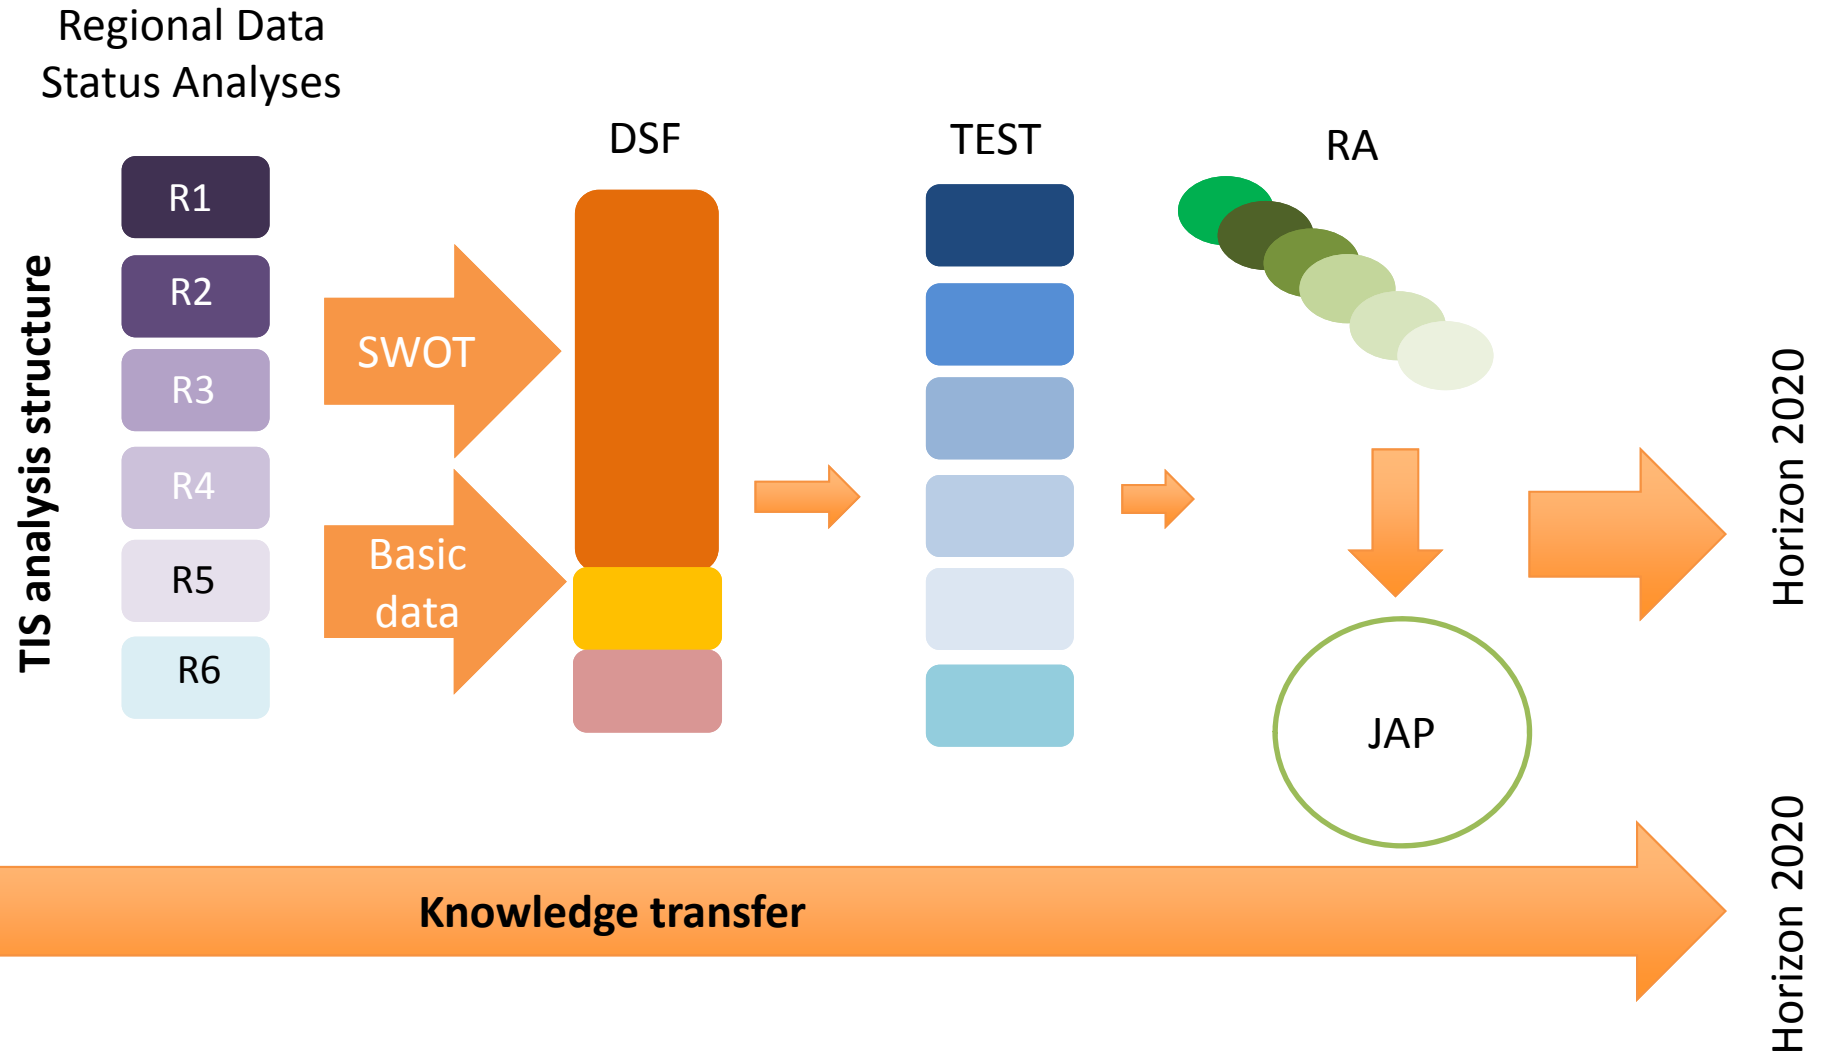 Regional Data
Status Analyses
TIS analysis structure
R1
R2
R3
R4
R5
R6
SWOT
Basic
data
DSF
TEST
RA
JAP
Horizon 2020
Knowledge transfer
Horizon 2020